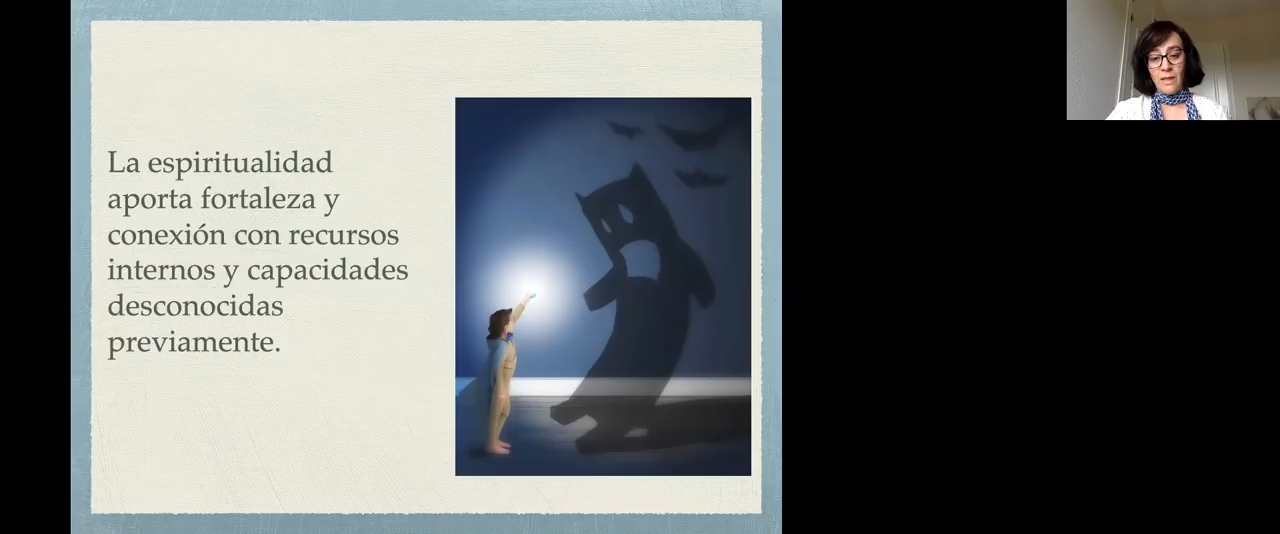 La espiritualidad
aporta fortaleza y
conexión con recursos
internos y capacidades
desconocidas
previamente.